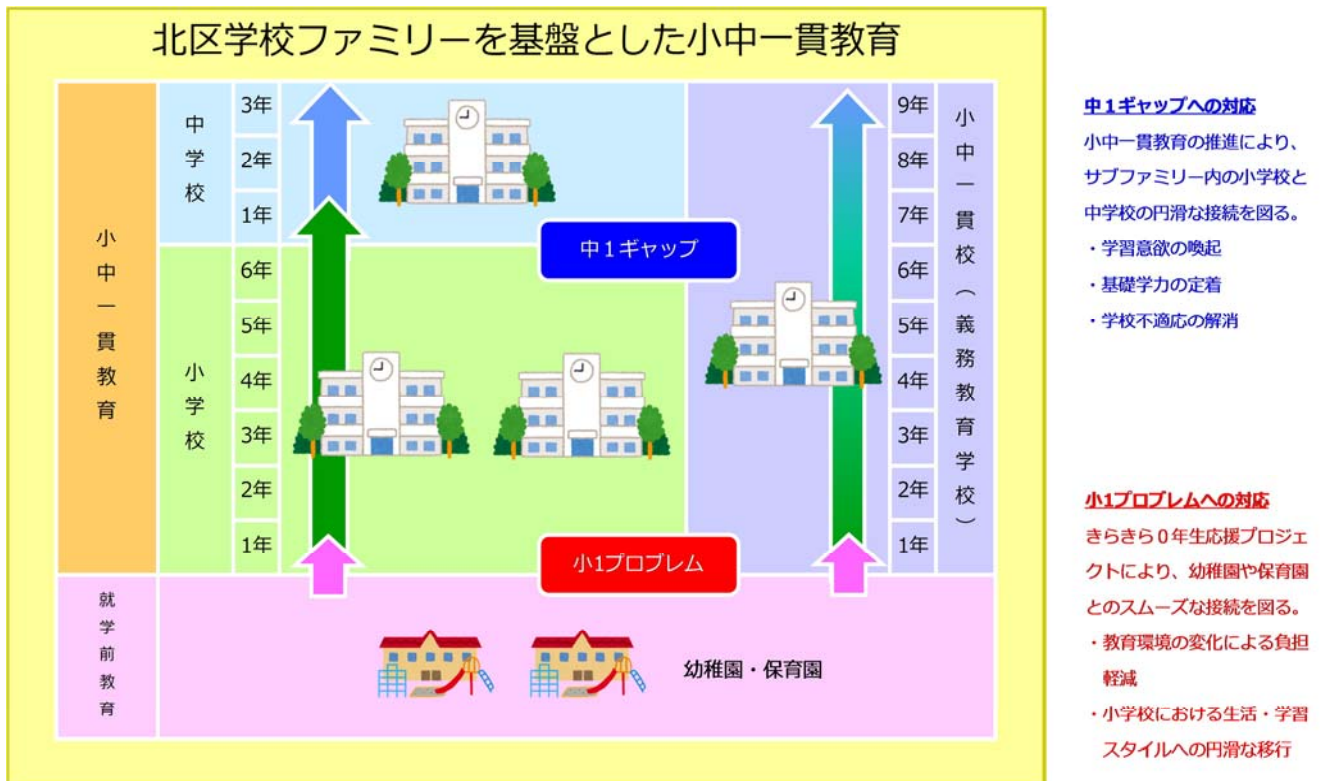 北区学校ファミリーを基盤とした小中一貫教育
小中一貫教育
中学校
3年
2年
1年
小学校
6年
5年
4年
3年
2年
1年
中1ギャップ
小1プロブレム
9年
8年
7年
6年
5年
4年
3年
2年
1年
小中一貫校(義務教育学校)
就学前教育
幼稚園・保育園
中1ギャップへの対応
小中一貫教育の推進により、
サブファミリー内の小学校と
中学校の円滑な接続を図る。
・学習意欲の喚起
・基礎学力の定着
・学校不適応の解消
小1プロブレムへの対応
きらきら0年生応援プロジェ
クトにより、幼稚園や保育園
とのスムーズな接続を図る。
・教育環境の変化による負担
軽減
・小学校における生活・学習
スタイルへの円滑な移行